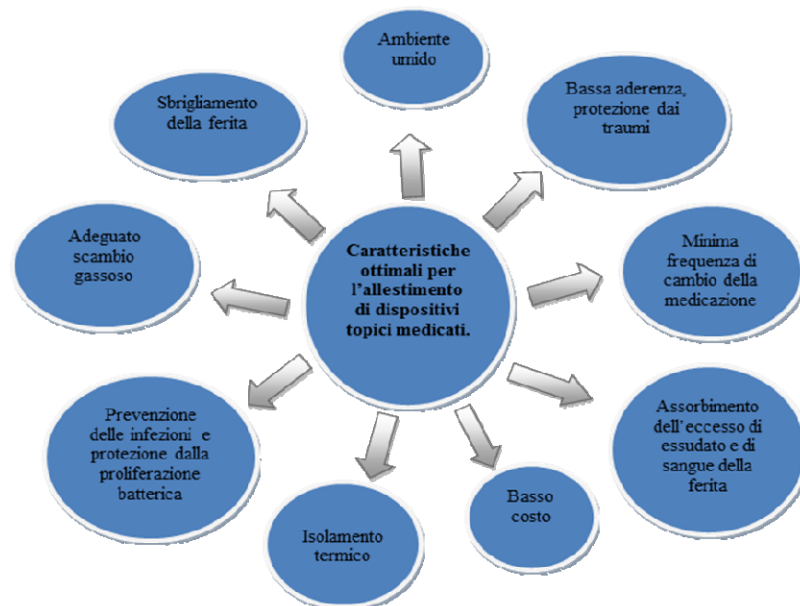 Ambiente
umido
Bassa aderenza,
protezione dai
traumi
Sbrigliamento
della ferita
Adeguato
scambio
gassoso
Caratteristiche
ottimali per
l'allestimento
di dispositivi
topici medicati.
Minima
frequenza di
cambio della
medicazione
Prevenzione
delle infezioni e
protezione dalla
proliferazione
batterica
Assorbimento
dell'eccesso di
essudato e di
sangue della
ferita
Isolamento
termico
Basso
costo